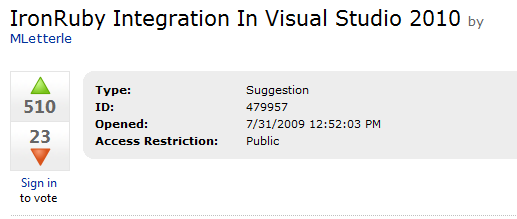 IronRuby Integration In Visual Studio 2010 by
MLetterle
510
23
Sign in
to vote
Type: Suggestion
ID: 479957
Opened: 7/31/2009 12:52:03 PM
Access Restriction: Public